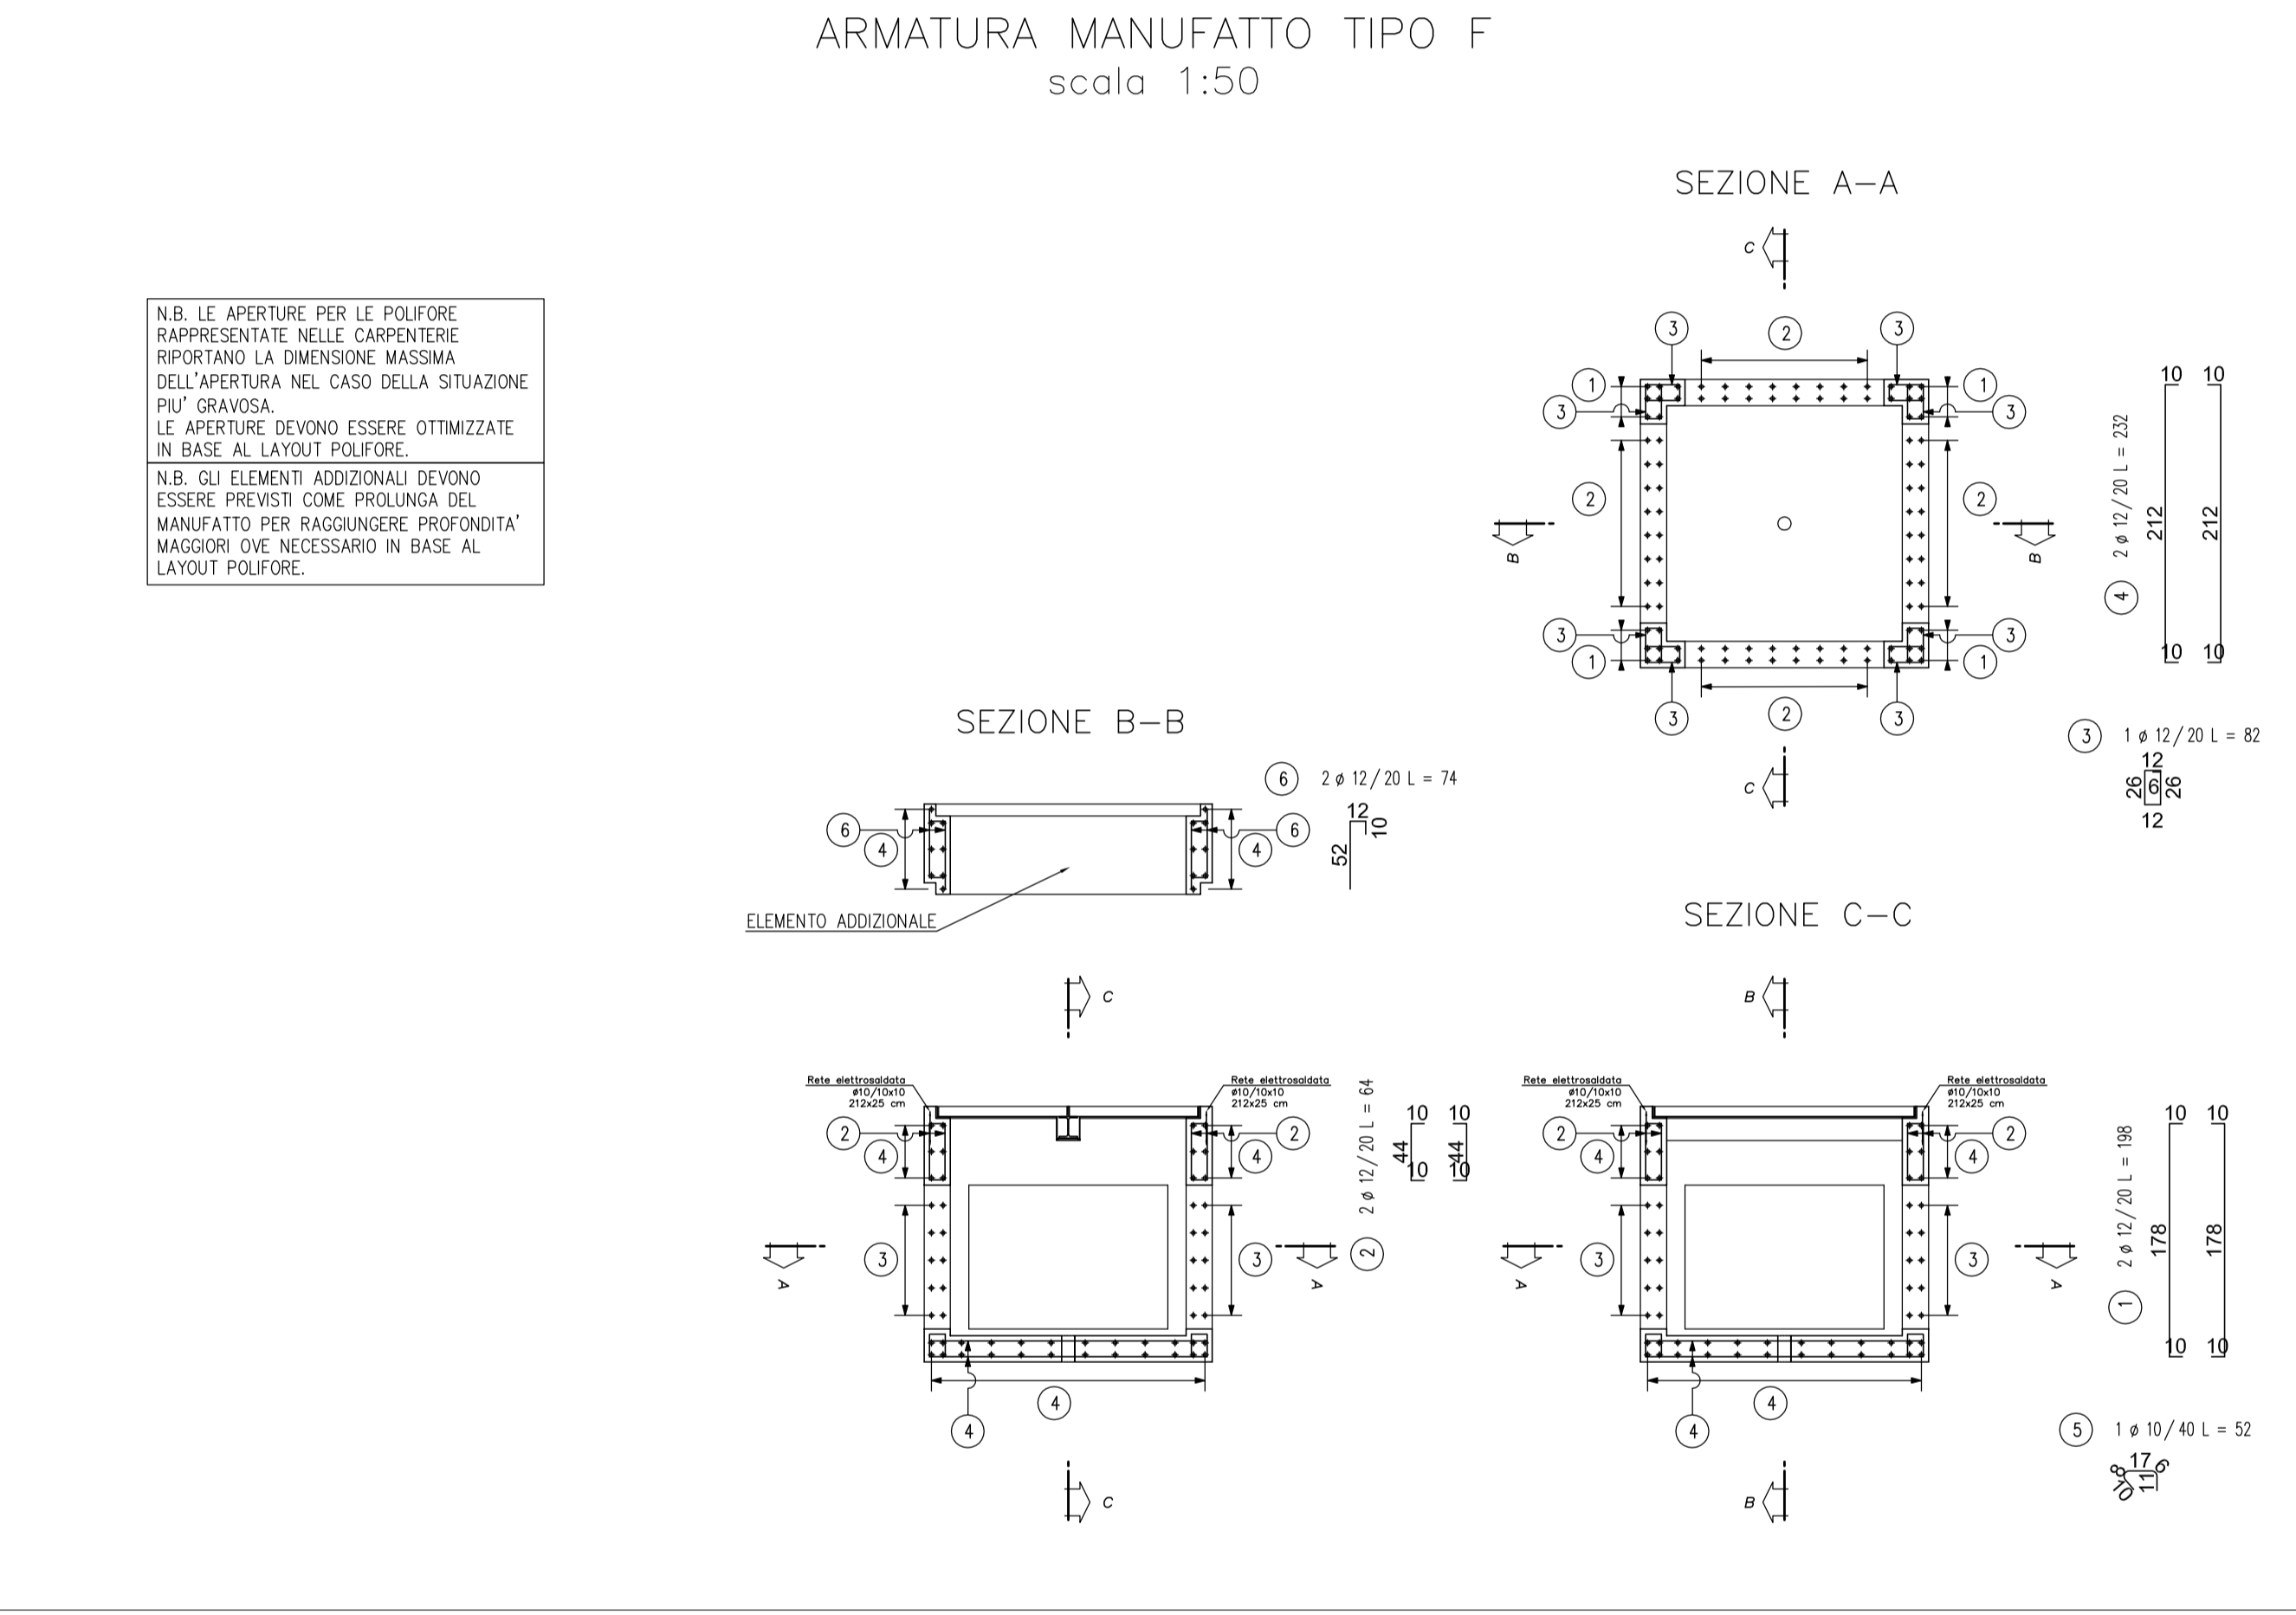 ARMATURA MANUFATTO TIPO F
scala 1:50
N.B. LE APERTURE PER LE POLIFORE
RAPPRESENTATE NELLE CARPENTERIE
RIPORTANO LA DIMENSIONE MASSIMA
DELL'APERTURA NEL CASO DELLA SITUAZIONE
PIU' GRAVOSA.
LE APERTURE DEVONO ESSERE OTTIMIZZATE
IN BASE AL LAYOUT POLIFORE.
N.B. GLI ELEMENTI ADDIZIONALI DEVONO
ESSERE PREVISTI COME PROLUNGA DEL
MANUFATTO PER RAGGIUNGERE PROFONDITA'
MAGGIORI OVE NECESSARIO IN BASE AL
LAYOUT POLIFORE.
SEZIONE A-A
C
3 2 3
1 1
3 3
2 2
B B
3 3
1 1
3 2 3
C
4 2 ø 12/20 L = 232
10 10
212 212
10 10
3 1 ø 12/20 L = 82
12
26 6 26
12
SEZIONE B-B
6 2 ø 12/20 L = 74
12
10
52
6 6
4 4
ELEMENTO ADDIZIONALE
C
Rete elettrosaldata
ø10/10x10
212x25 cm
Rete elettrosaldata
ø10/10x10
212x25 cm
2 2
4 4
3 3
A A
4
4
C
2 2 ø 12/20 L = 64
10 10
44 44
10 10
SEZIONE C-C
B
Rete elettrosaldata
ø10/10x10
212x25 cm
Rete elettrosaldata
ø10/10x10
212x25 cm
2 2
4 4
3 3
A A
4
4
B
1 2 ø 12/20 L = 198
10 10
178 178
10 10
5 1 ø 10/40 L = 52
17
8 6
10 11